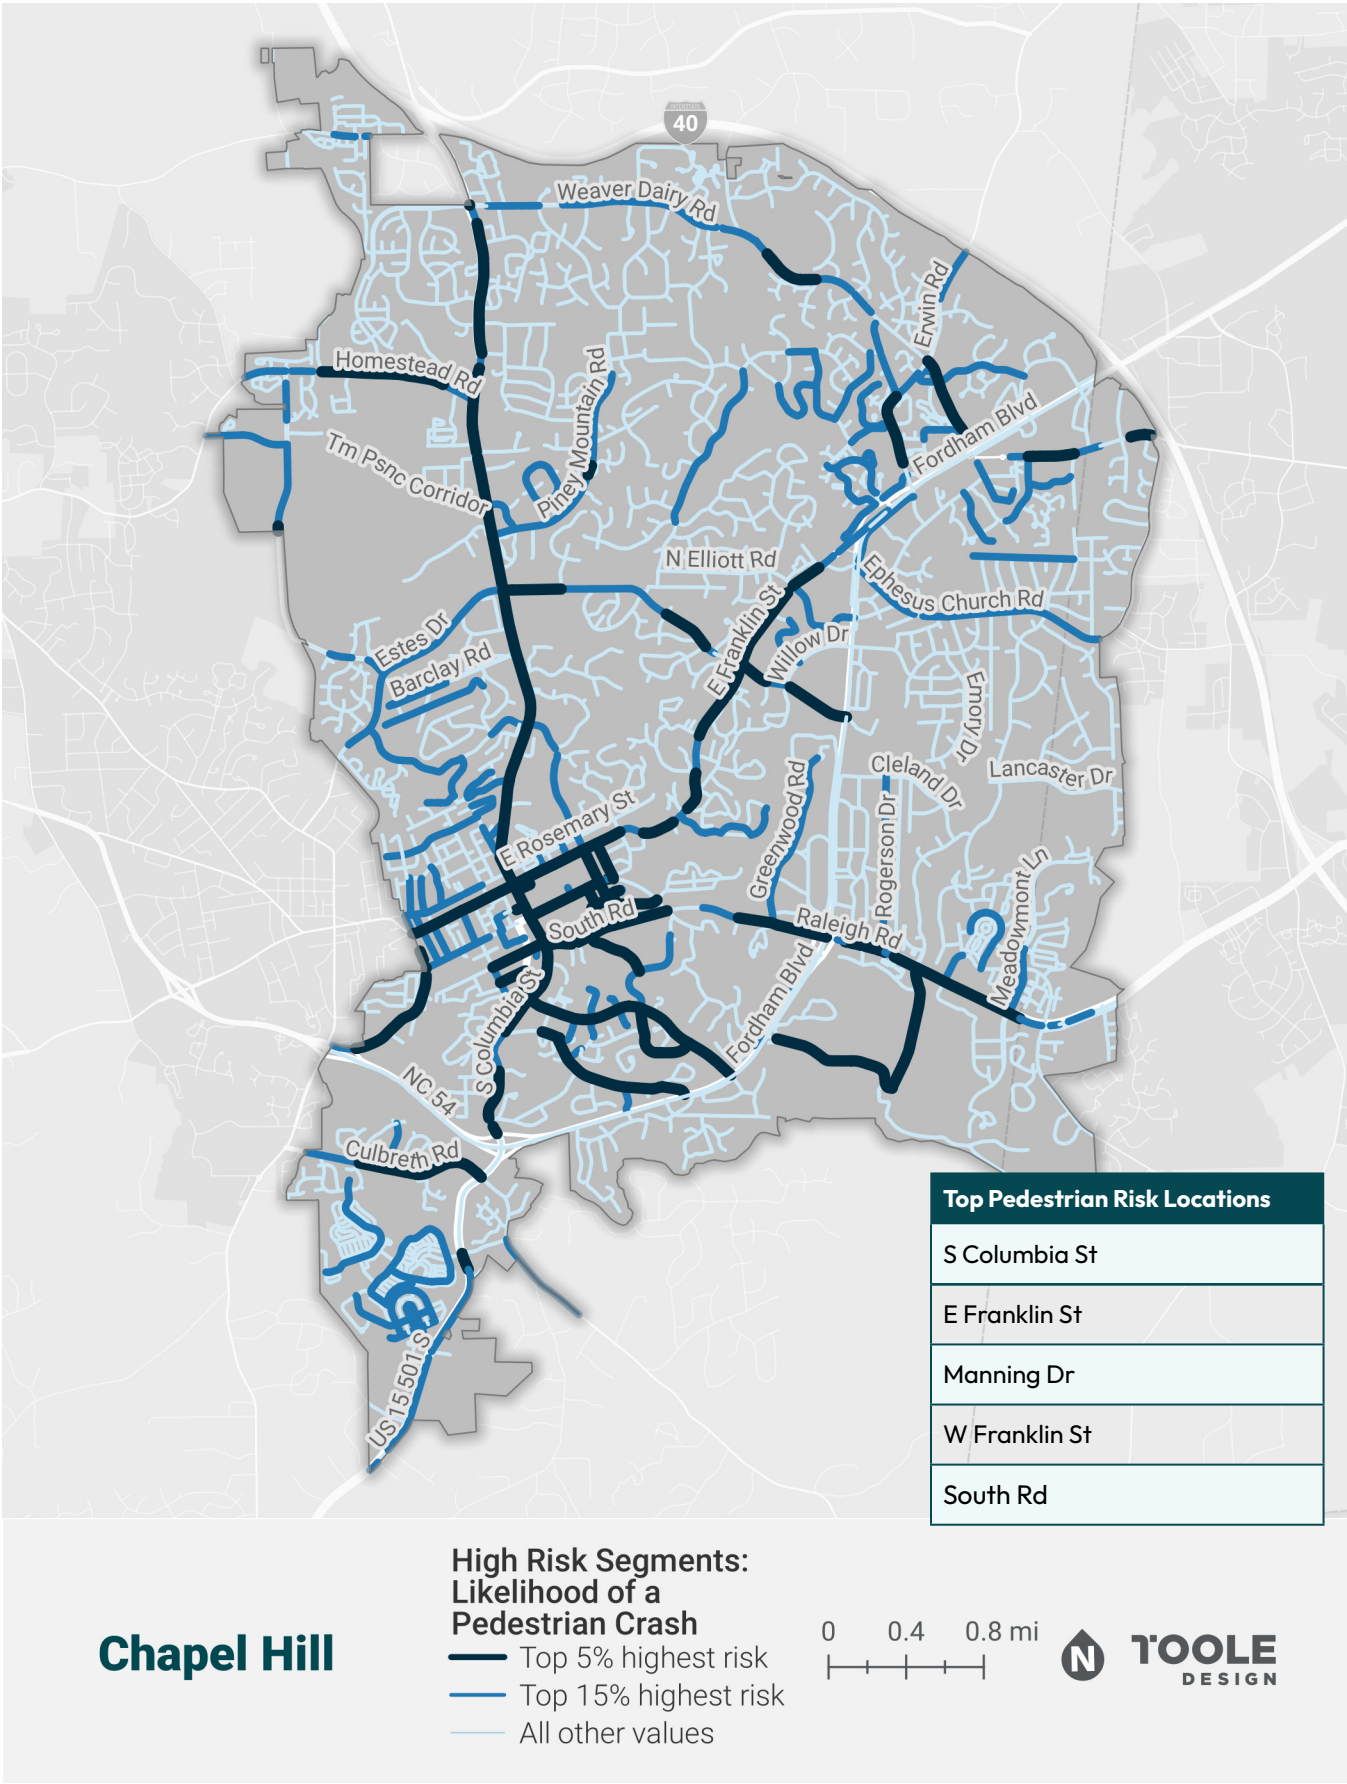 INTERSTATE
40
Weaver Dairy Rd
Erwin Rd
Homestead Rd
Piney Mountain Rd
Fordham Blvd
Tm Psnc Corridor
N Elliott Rd
Ephesus Church Rd
E Franklin St
Willow Dr
Estes Dr
Barclay Rd
Emory Dr
Cleland Dr
Lancaster Dr
Greenwood Rd
Rogerson Dr
E Rosemary St
Meadowmont Ln
South Rd
Raleigh Rd
S Columbia St
Fordham Blvd
NC 54
Culbreth Rd
US 15 501 S
Top Pedestrian Risk Locations
S Columbia St
E Franklin St
Manning Dr
W Franklin St
South Rd
High Risk Segments:
Likelihood of a
Pedestrian Crash
Top 5% highest risk
Top 15% highest risk
All other values
Chapel Hill
0 0.4 0.8 mi
N
TOOLE
DESIGN